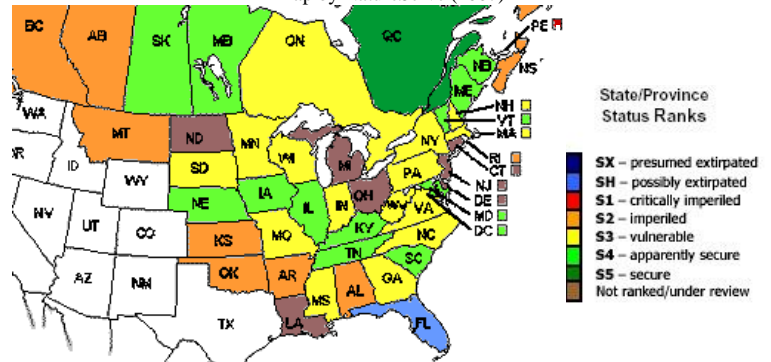 BC
AB
SK
MB
ON
QC
PE
NB
NS
ME
WA
MT
ND
MN
NH
VT
MA
NY
ID
SD
WI
MI
RI
CT
WY
PA
NJ
NE
IA
IL
IN
OH
DE
MD
DC
NV
UT
CO
KS
MO
KY
WV
VA
NC
TN
AZ
NM
OK
AR
SC
MS
AL
GA
TX
LA
FL
State/Province
Status Ranks
SX – presumed extirpated
SH – possibly extirpated
S1 – critically imperiled
S2 – imperiled
S3 – vulnerable
S4 – apparently secure
S5 – secure
Not ranked/under review